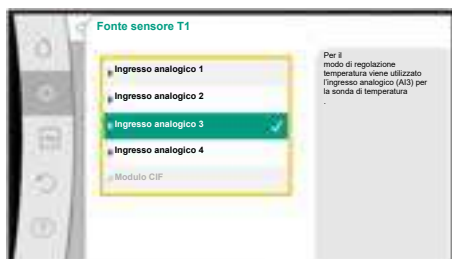 Fonte sensore T1
Ingresso analogico 1
Ingresso analogico 2
Ingresso analogico 3
Ingresso analogico 4
Modulo CIF
Per il
modo di regolazione
temperatura viene utilizzato
l'ingresso analogico (AI3) per
la sonda di temperatura
.